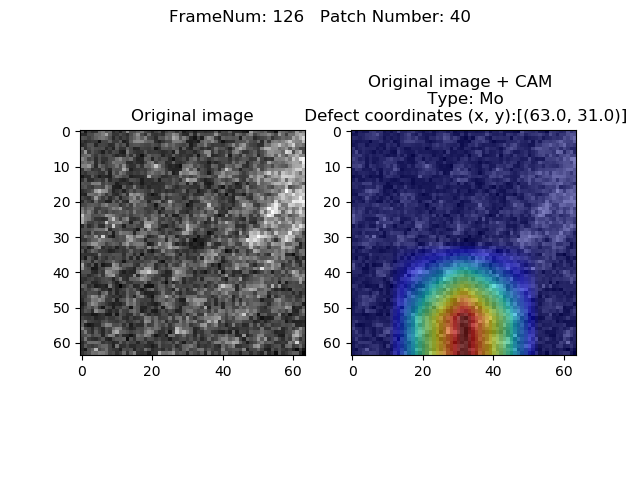 FrameNum: 126   Patch Number: 40
Original image
Original image + CAM
Type: Mo
Defect coordinates (x, y):[(63.0, 31.0)]
0
10
20
30
40
50
60
0 20 40 60
0
10
20
30
40
50
60
0 20 40 60